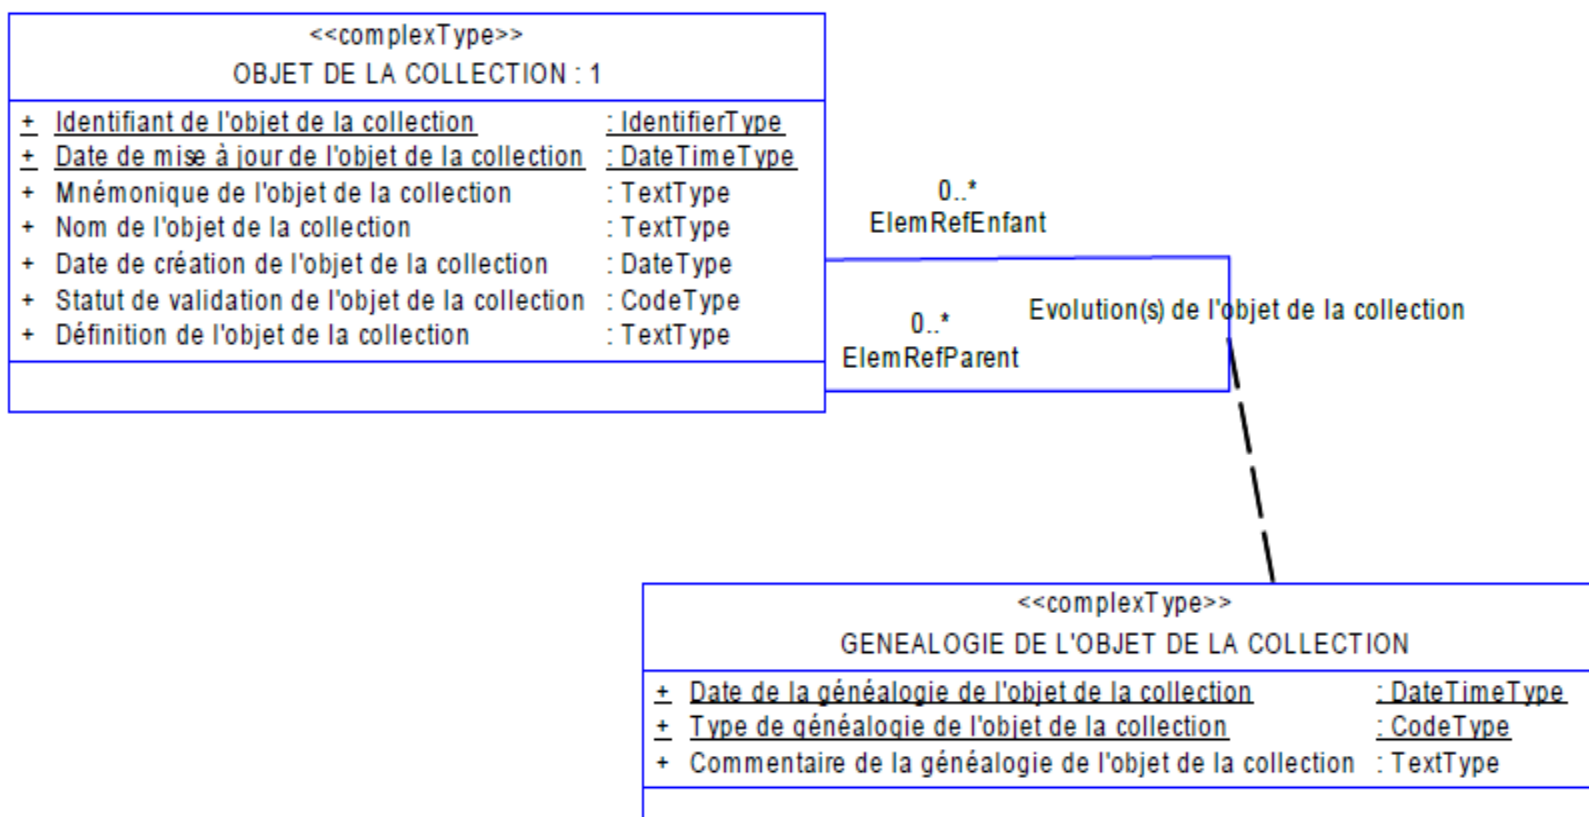 <<complexType>>
OBJET DE LA COLLECTION : 1
+ Identifiant de l'objet de la collection : IdentifierType
+ Date de mise à jour de l'objet de la collection : DateTimeType
+ Mnémonique de l'objet de la collection : TextType
+ Nom de l'objet de la collection : TextType
+ Date de création de l'objet de la collection : DateType
+ Statut de validation de l'objet de la collection : CodeType
+ Définition de l'objet de la collection : TextType
0..*
ElemRefEnfant
Evolution(s) de l'objet de la collection
0..*
ElemRefParent
<<complexType>>
GENEALOGIE DE L'OBJET DE LA COLLECTION
+ Date de la généalogie de l'objet de la collection : DateTimeType
+ Type de généalogie de l'objet de la collection : CodeType
+ Commentaire de la généalogie de l'objet de la collection : TextType